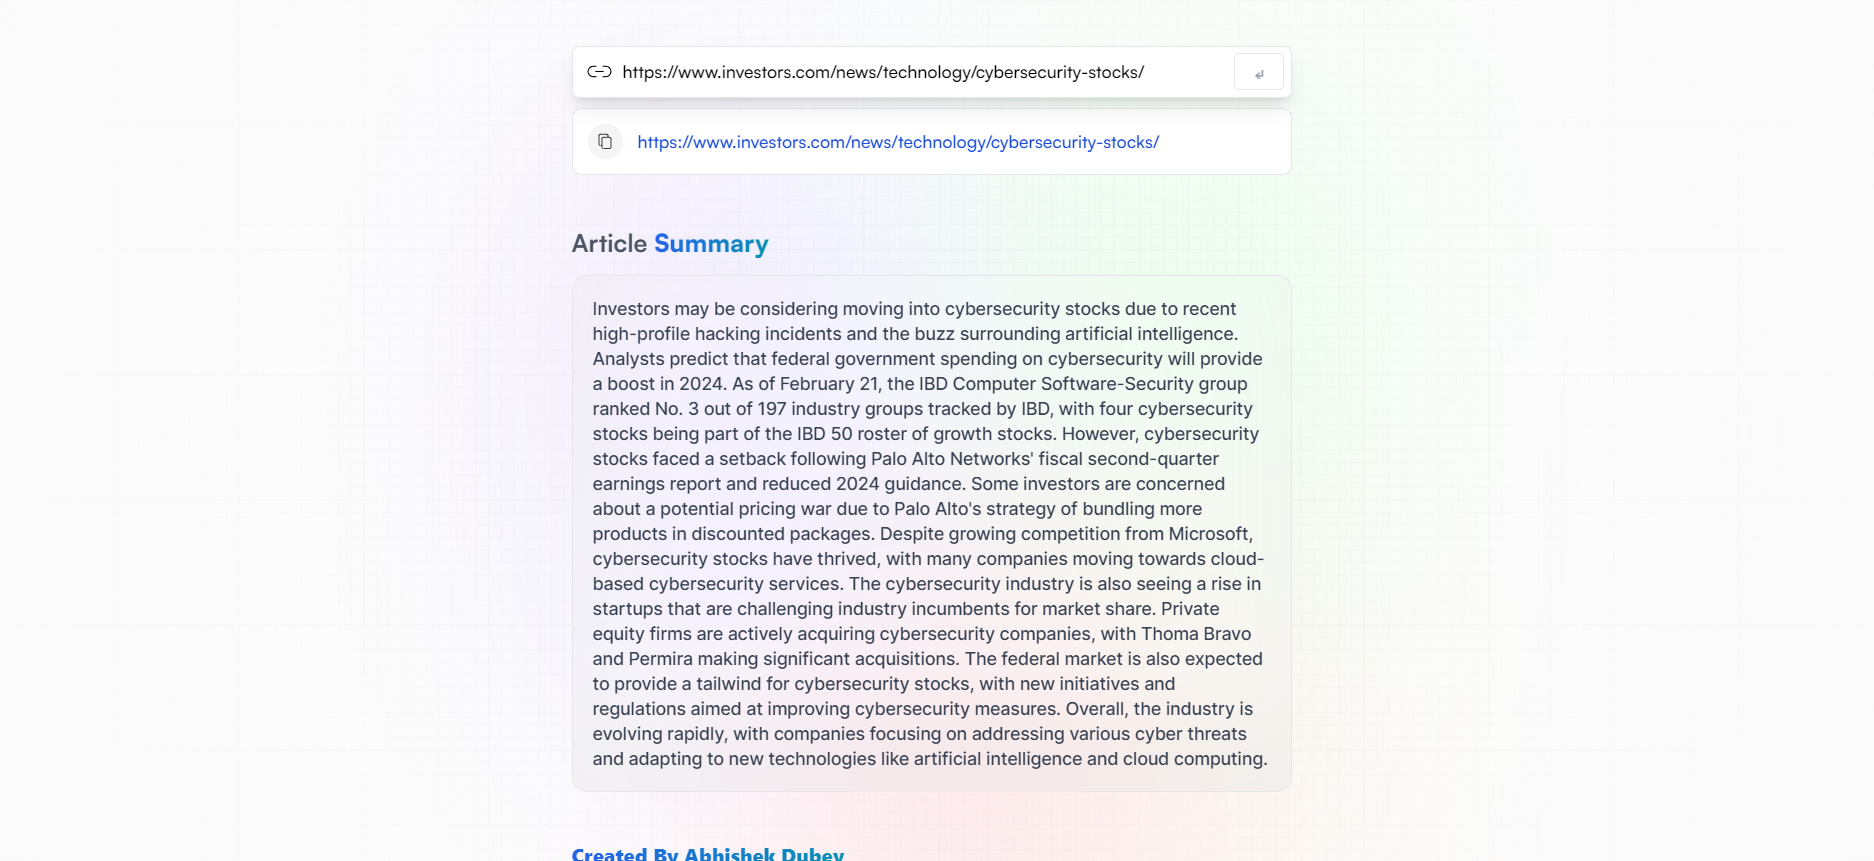 https://www.investors.com/news/technology/cybersecurity-stocks/
https://www.investors.com/news/technology/cybersecurity-stocks/
Article Summary
Investors may be considering moving into cybersecurity stocks due to recent
high-profile hacking incidents and the buzz surrounding artificial intelligence.
Analysts predict that federal government spending on cybersecurity will provide
a boost in 2024. As of February 21, the IBD Computer Software-Security group
ranked No. 3 out of 197 industry groups tracked by IBD, with four cybersecurity
stocks being part of the IBD 50 roster of growth stocks. However, cybersecurity
stocks faced a setback following Palo Alto Networks' fiscal second-quarter
earnings report and reduced 2024 guidance. Some investors are concerned
about a potential pricing war due to Palo Alto's strategy of bundling more
products in discounted packages. Despite growing competition from Microsoft,
cybersecurity stocks have thrived, with many companies moving towards cloud-
based cybersecurity services. The cybersecurity industry is also seeing a rise in
startups that are challenging industry incumbents for market share. Private
equity firms are actively acquiring cybersecurity companies, with Thoma Bravo
and Permira making significant acquisitions. The federal market is also expected
to provide a tailwind for cybersecurity stocks, with new initiatives and
regulations aimed at improving cybersecurity measures. Overall, the industry is
evolving rapidly, with companies focusing on addressing various cyber threats
and adapting to new technologies like artificial intelligence and cloud computing.
Created By Abhishek Dubey